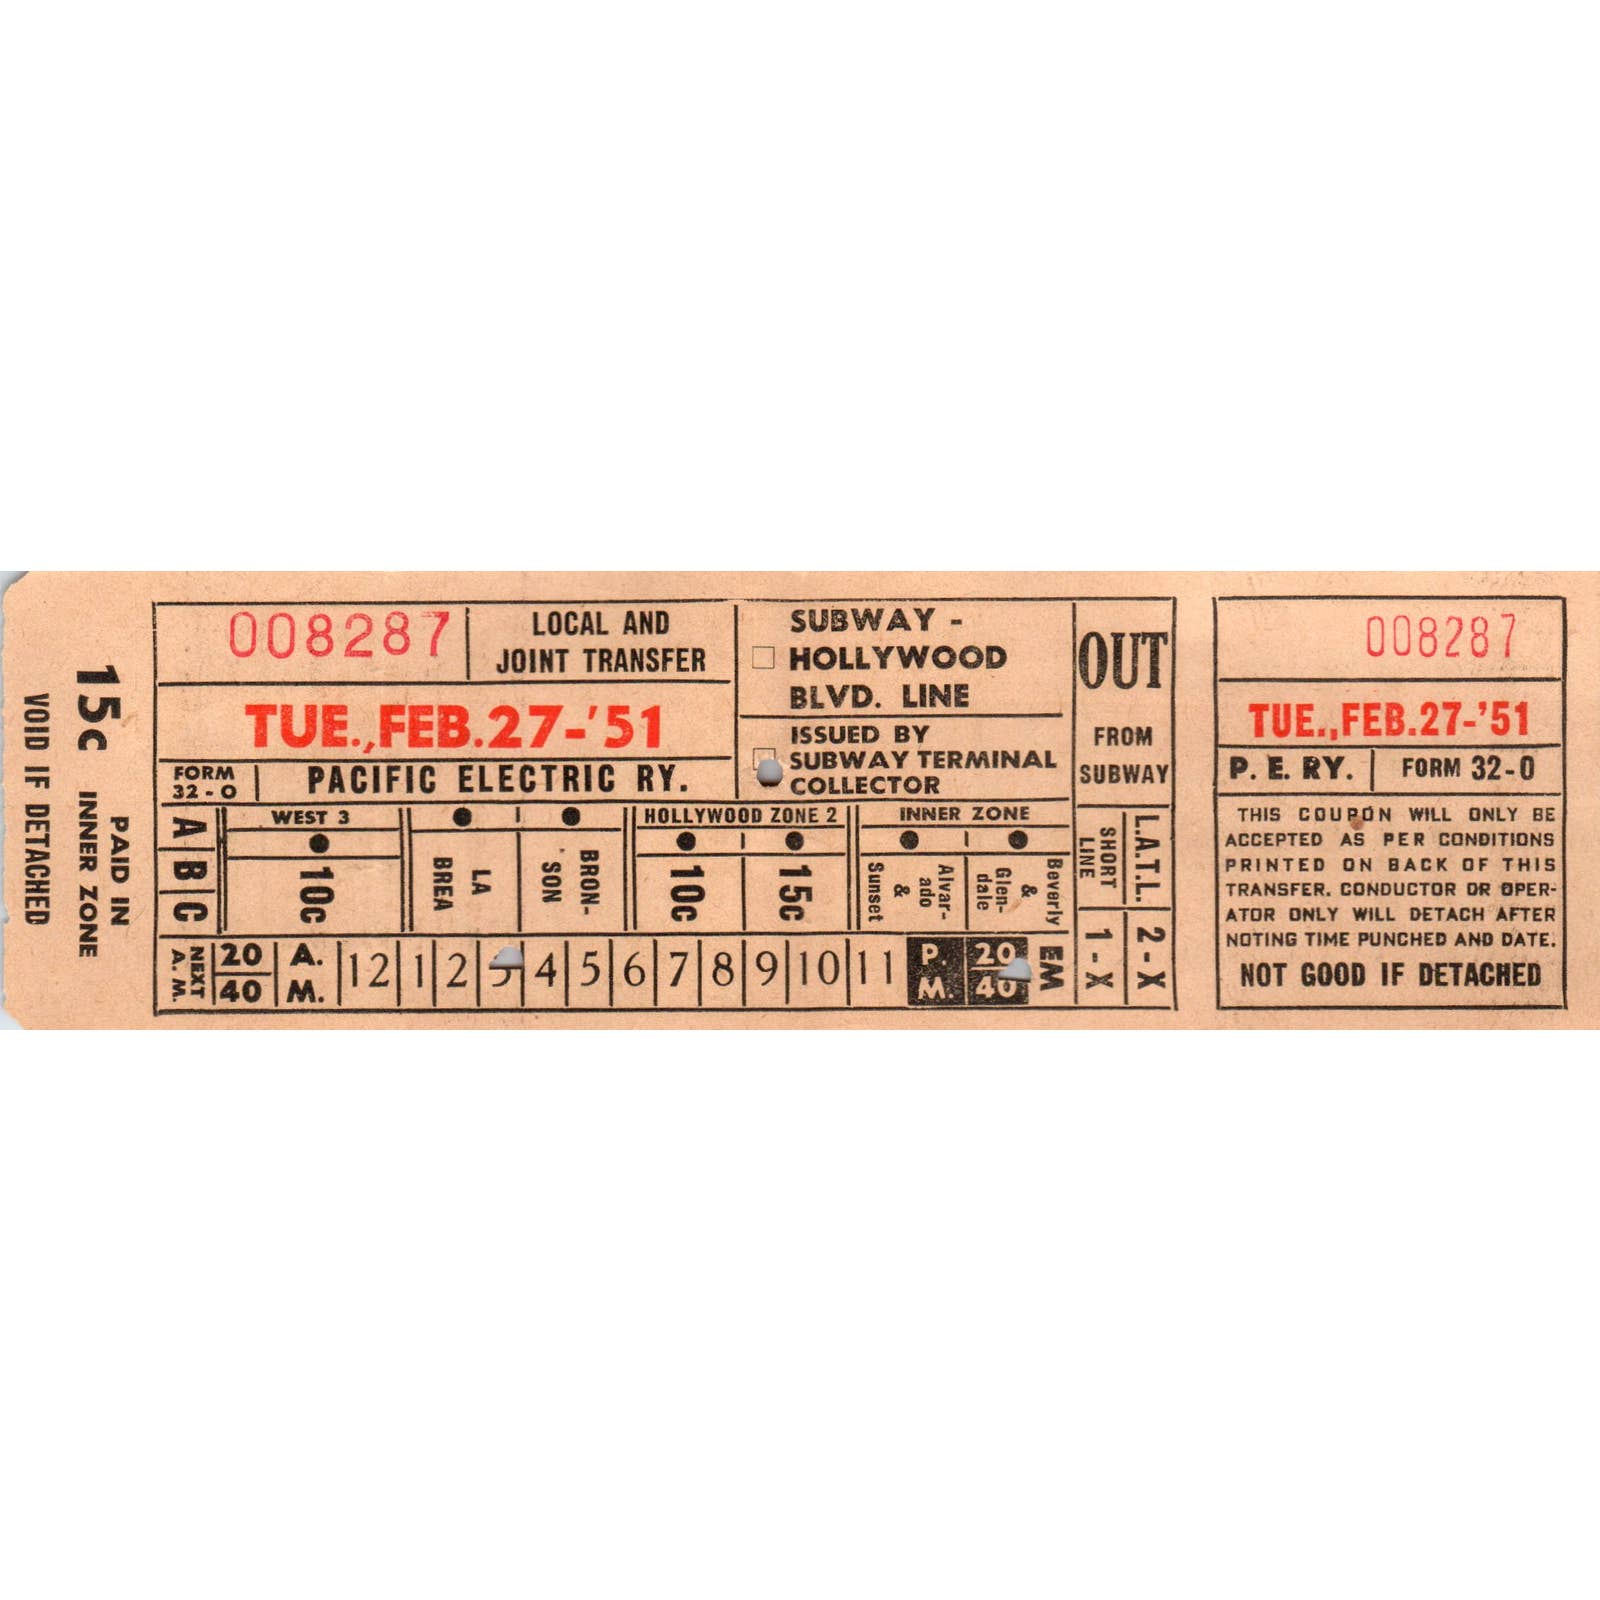 15c PAID IN
INNER ZONE
VOID IF DETACHED
008287
LOCAL AND
JOINT TRANSFER
TUE., FEB. 27-'51
FORM
32-O
PACIFIC ELECTRIC RY.
SUBWAY -
HOLLYWOOD
BLVD. LINE
ISSUED BY
SUBWAY TERMINAL
COLLECTOR
OUT
FROM
SUBWAY
A B C
WEST 3
10c
LA
BREA
BRON-
SON
HOLLYWOOD ZONE 2
10c
15c
INNER ZONE
Alvar-
ado
&
Sunset
Beverly
&
Glen-
dale
L.A.T.L.
SHORT
LINE
1-X
2-X
NEXT
A.M.
20
40
A.
M.
12 1 2 3 4 5 6 7 8 9 10 11
P.
M.
20
40
EM
008287
TUE., FEB. 27-'51
P. E. RY.
FORM 32-O
THIS COUPON WILL ONLY BE
ACCEPTED AS PER CONDITIONS
PRINTED ON BACK OF THIS
TRANSFER. CONDUCTOR OR OPER-
ATOR ONLY WILL DETACH AFTER
NOTING TIME PUNCHED AND DATE.
NOT GOOD IF DETACHED